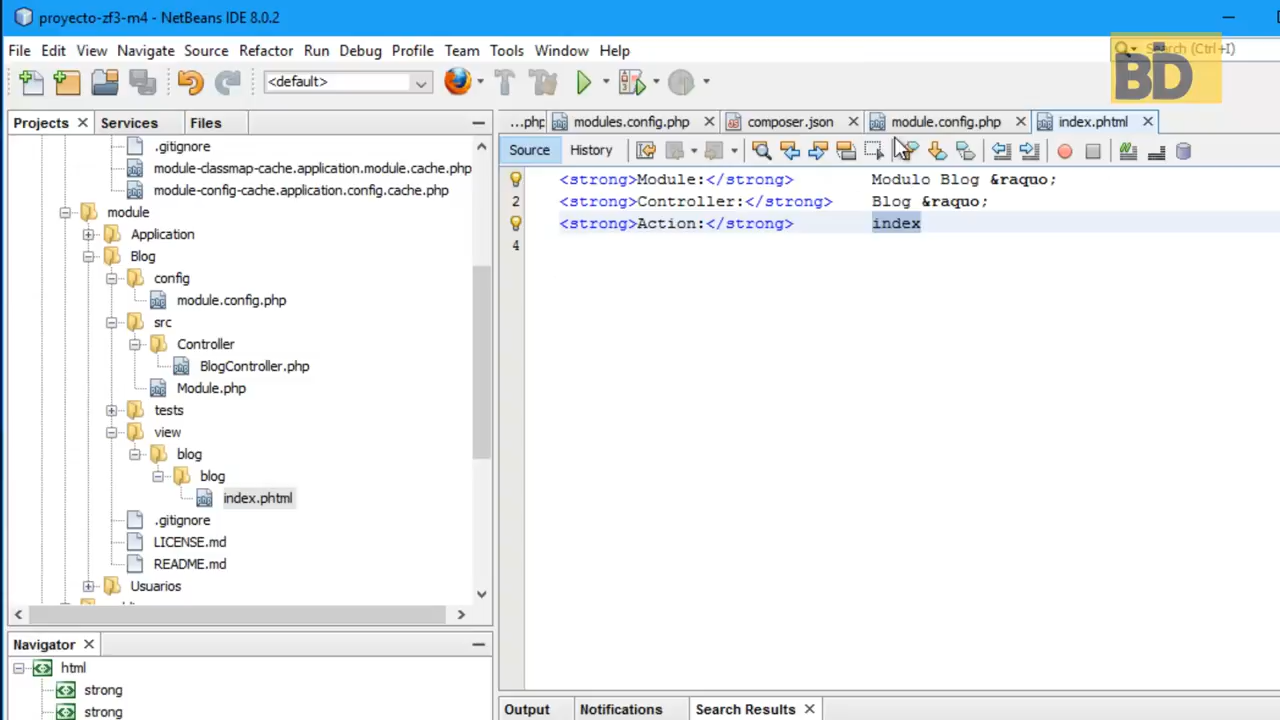 proyecto-zf3-m4 - NetBeans IDE 8.0.2
File Edit View Navigate Source Refactor Run Debug Profile Team Tools Window Help
Search (Ctrl+I)
BD
<default>
Projects Services Files
...php modules.config.php composer.json module.config.php index.phtml
Source History
.gitignore
module-classmap-cache.application.module.cache.php
module-config-cache.application.config.cache.php
module
Application
Blog
config
module.config.php
src
Controller
BlogController.php
Module.php
tests
view
blog
blog
index.phtml
.gitignore
LICENSE.md
README.md
Usuarios
<strong>Module:</strong> Modulo Blog &raquo;
2 <strong>Controller:</strong> Blog &raquo;
<strong>Action:</strong> index
4
Navigator
html
strong
strong
Output Notifications Search Results